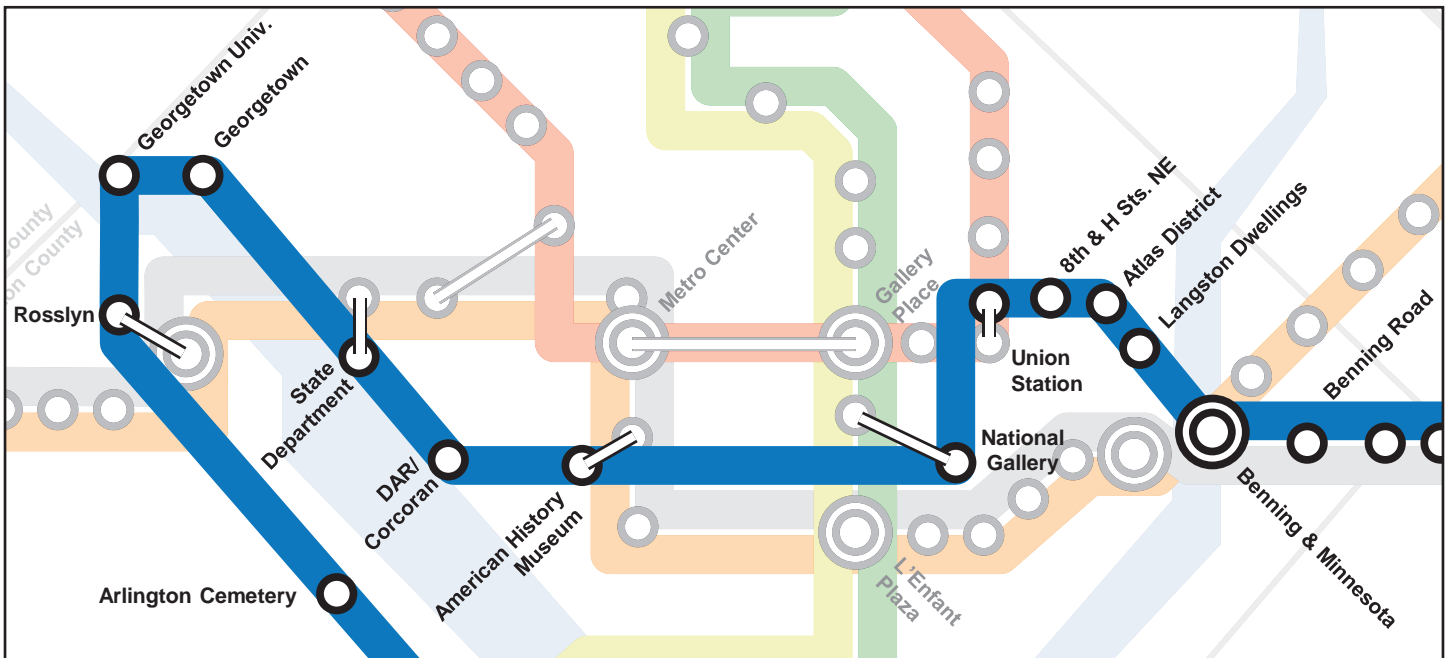 Georgetown Univ.
Georgetown
County
on County
Rosslyn
State
Department
DAR/
Corcoran
American History
Museum
Arlington Cemetery
Metro Center
Gallery
Place
L'Enfant
Plaza
National
Gallery
Union
Station
8th & H Sts. NE
Atlas District
Langston Dwellings
Benning Road
Benning & Minnesota